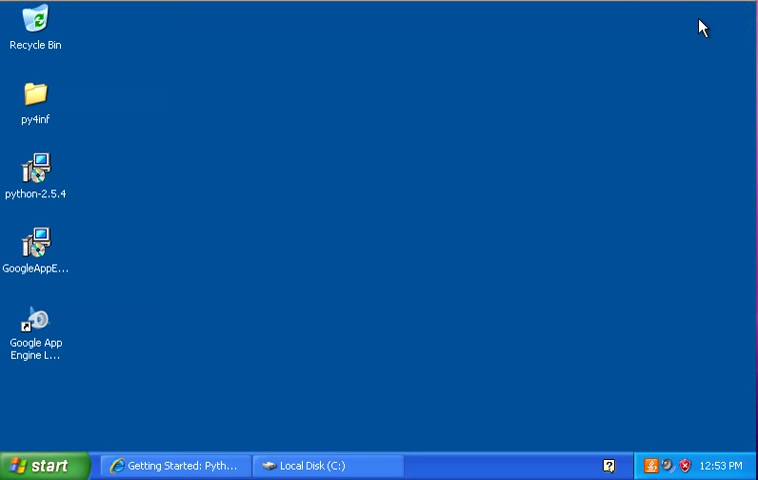 Recycle Bin
py4inf
python-2.5.4
GoogleAppE...
Google App
Engine L...
start
Getting Started: Pyth...
Local Disk (C:)
12:53 PM